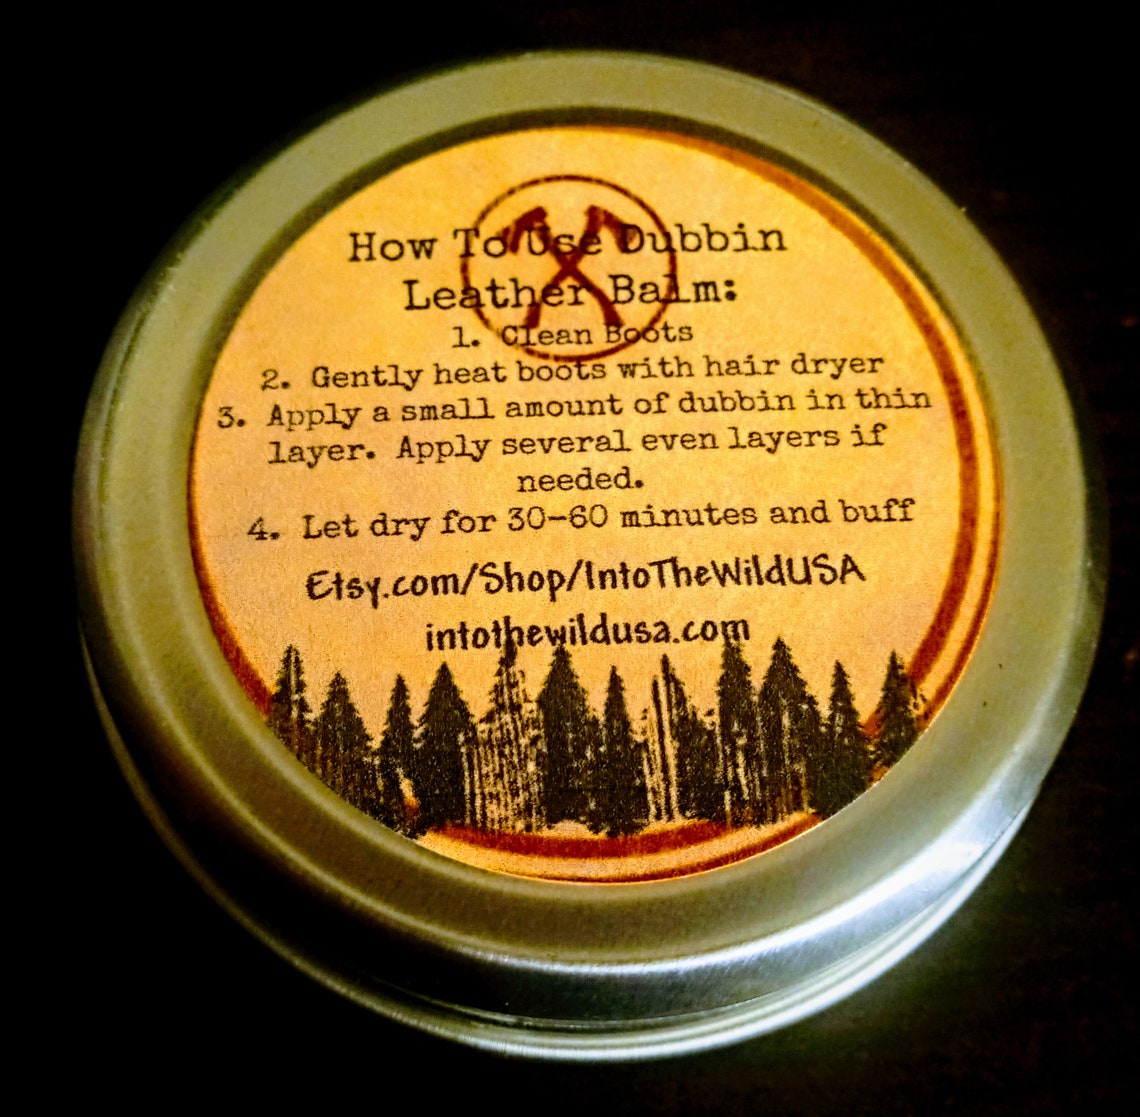 How To Use Dubbin
Leather Balm:
1. Clean Boots
2. Gently heat boots with hair dryer
3. Apply a small amount of dubbin in thin
layer. Apply several even layers if
needed.
4. Let dry for 30-60 minutes and buff
Etsy.com/Shop/IntoTheWildUSA
intothewildusa.com